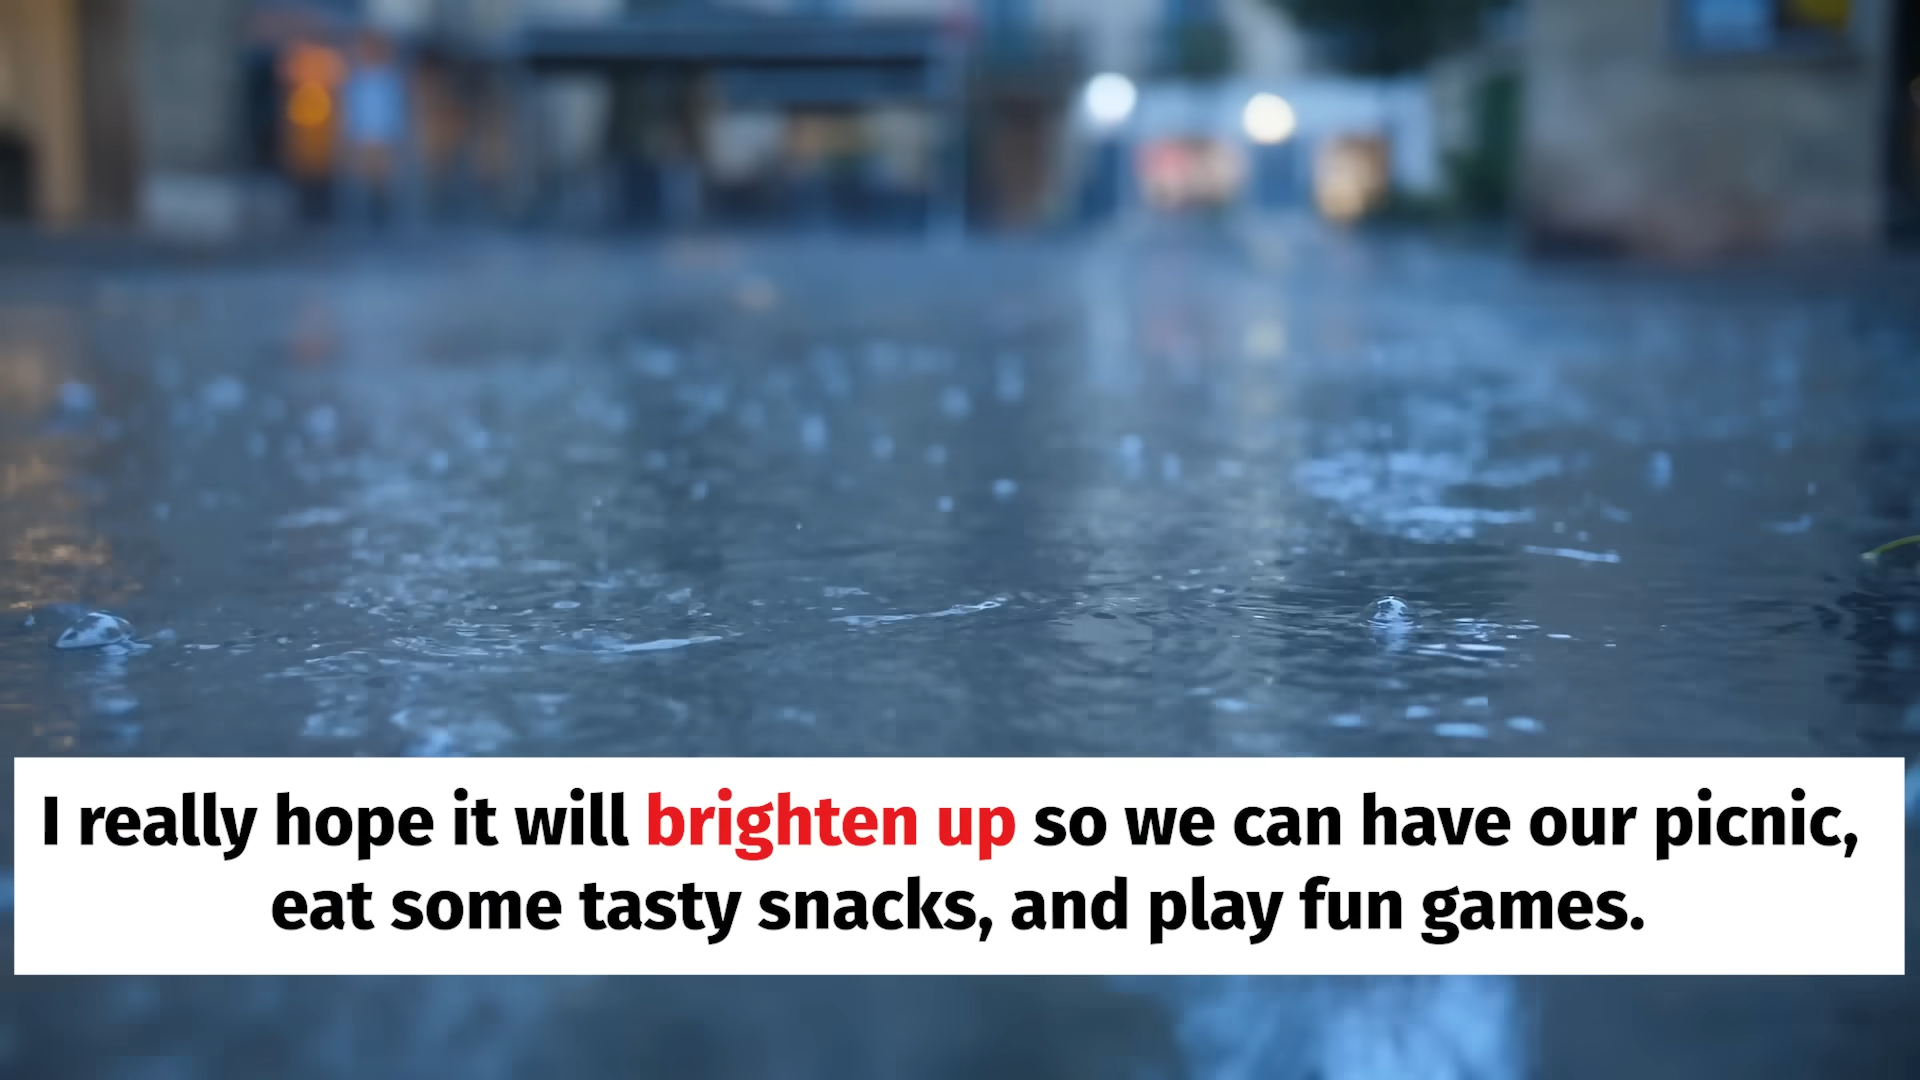 I really hope it will brighten up so we can have our picnic,
eat some tasty snacks, and play fun games.